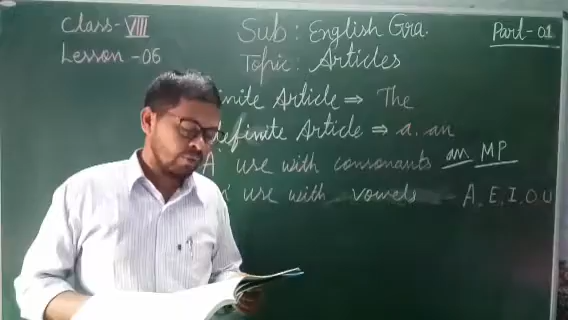 Class- VIII
Sub : English Gra.
Part-01
Lesson -06
Topic : Articles
nite Article ⇒ The
efinite Article ⇒ a, an
A use with consonants an MP
use with vowels - A, E, I, O, U